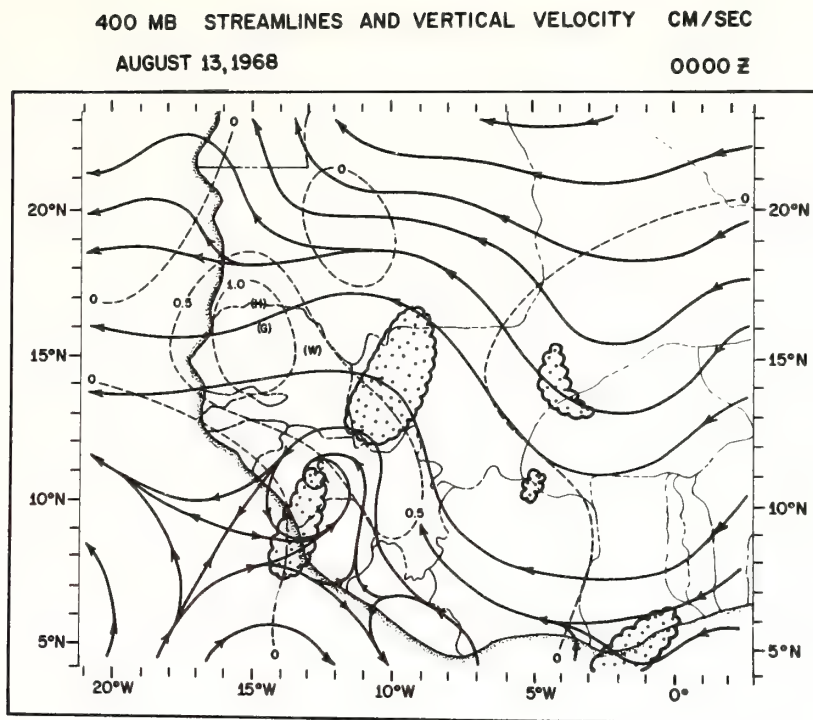 400 MB STREAMLINES AND VERTICAL VELOCITY CM/SEC
AUGUST 13, 1968 0000 Z
0
0
20°N 0 20°N
0 0.5 1.0 (H)
(G)
15°N (W) 15°N
0
10°N 0.5 10°N
5°N 0 0 5°N
20°W 15°W 10°W 5°W 0°